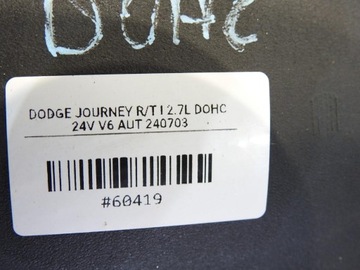 DOHC
DODGE JOURNEY R/T I 2.7L DOHC
24V V6 AUT 240703
#60419